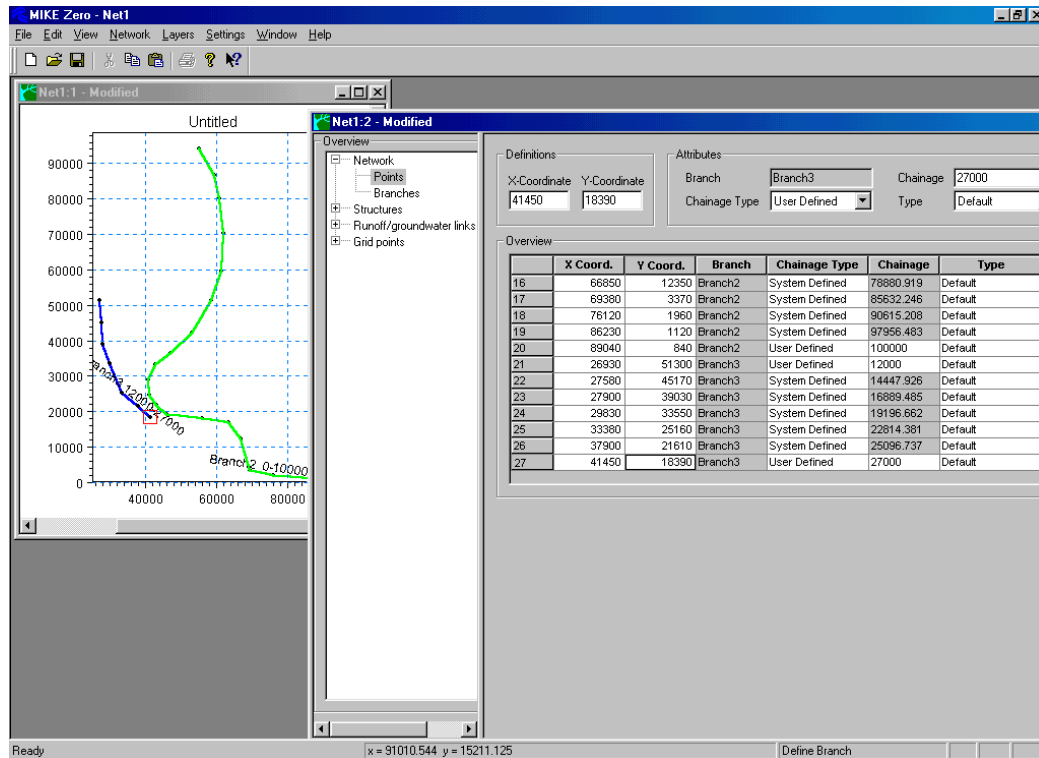 MIKE Zero - Net1
File Edit View Network Layers Settings Window Help
Net1:1 - Modified
Untitled
90000
80000
70000
60000
50000
40000
30000
20000
10000
0
40000 60000 80000
anch3 12000-27000
Branch2 0-10000
Net1:2 - Modified
Overview
Network
Points
Branches
Structures
Runoff/groundwater links
Grid points
Definitions
X-Coordinate Y-Coordinate
41450 18390
Attributes
Branch Branch3 Chainage 27000
Chainage Type User Defined Type Default
Overview
X Coord. Y Coord. Branch Chainage Type Chainage Type
16 66850 12350 Branch2 System Defined 78880.919 Default
17 69380 3370 Branch2 System Defined 85632.246 Default
18 76120 1960 Branch2 System Defined 90615.208 Default
19 86230 1120 Branch2 System Defined 97956.483 Default
20 89040 840 Branch2 User Defined 100000 Default
21 26930 51300 Branch3 User Defined 12000 Default
22 27580 45170 Branch3 System Defined 14447.926 Default
23 27900 39030 Branch3 System Defined 16889.485 Default
24 29830 33550 Branch3 System Defined 19196.662 Default
25 33380 25160 Branch3 System Defined 22814.381 Default
26 37900 21610 Branch3 System Defined 25096.737 Default
27 41450 18390 Branch3 User Defined 27000 Default
Ready x = 91010.544 y = 15211.125 Define Branch